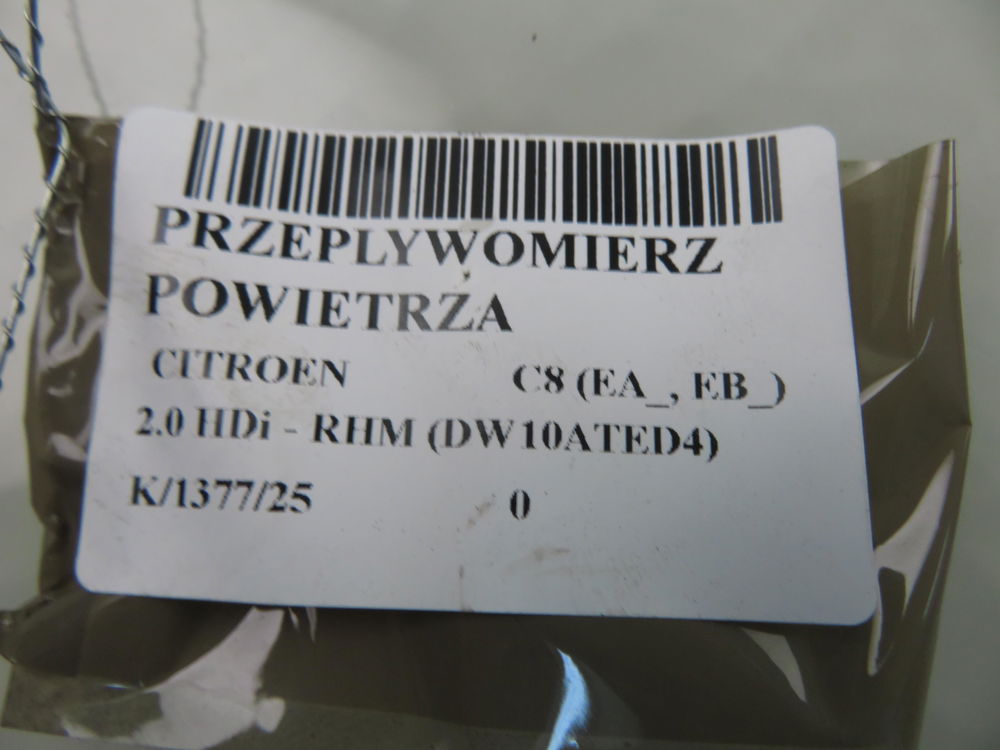 PRZEPLYWOMIERZ
POWIETRZA
CITROEN C8 (EA_, EB_)
2.0 HDi - RHM (DW10ATED4)
K/1377/25 0